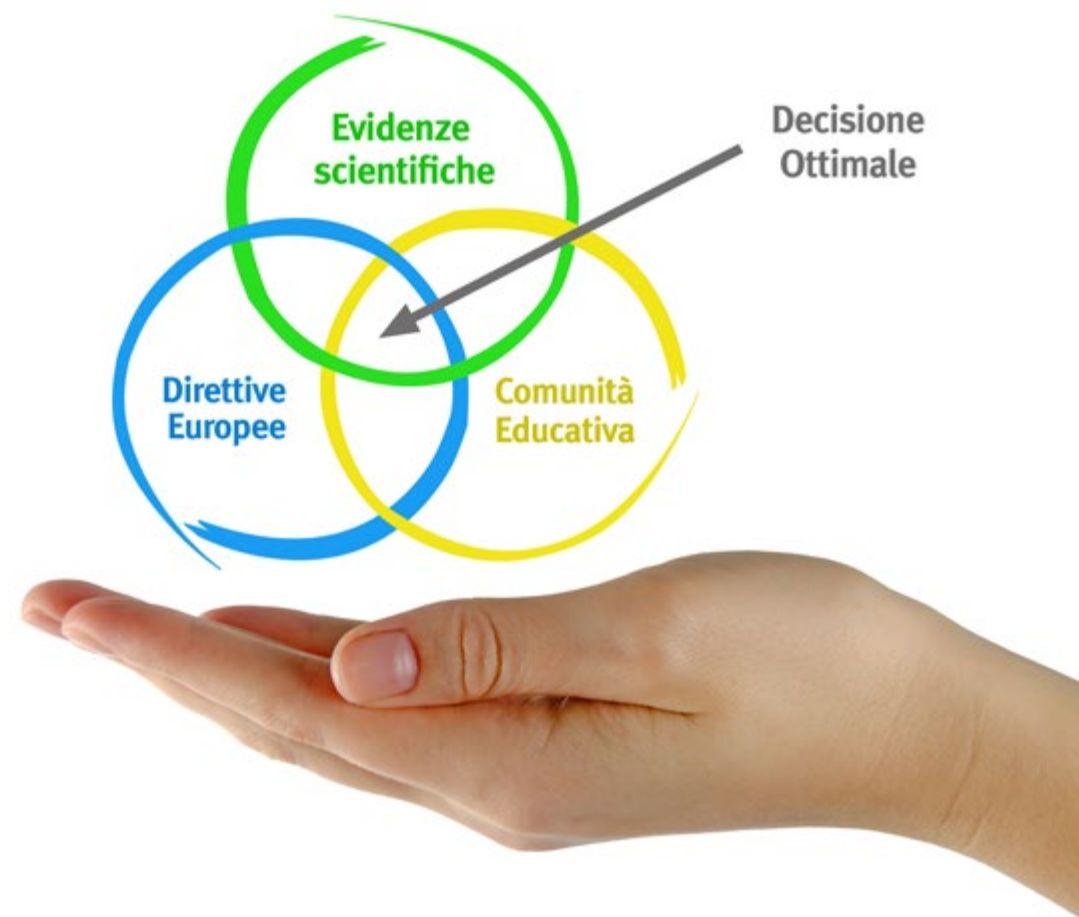 Evidenze
scientifiche
Decisione
Ottimale
Direttive
Europee
Comunità
Educativa